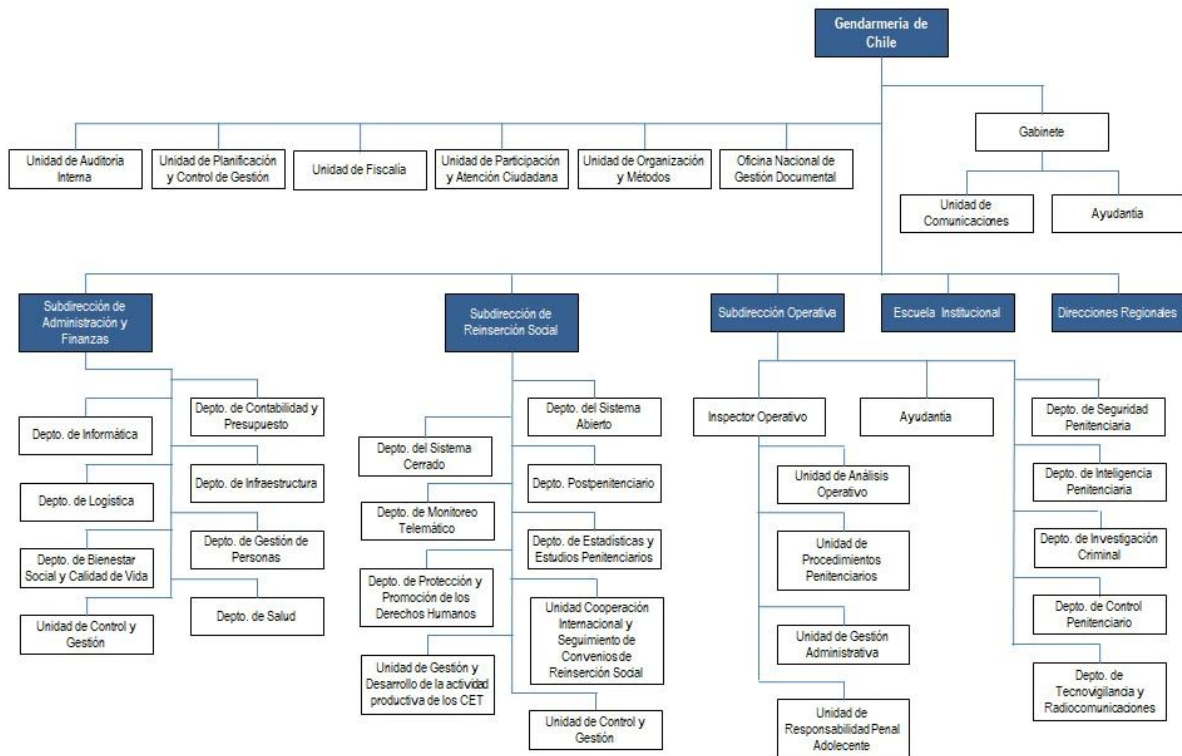 Gendarmería de
Chile
Gabinete
Unidad de
Comunicaciones
Ayudantía
Unidad de Auditoría
Interna
Unidad de Planificación
y Control de Gestión
Unidad de Fiscalía
Unidad de Participación
y Atención Ciudadana
Unidad de Organización
y Métodos
Oficina Nacional de
Gestión Documental
Subdirección de
Administración y
Finanzas
Subdirección de
Reinserción Social
Subdirección Operativa
Escuela Institucional
Direcciones Regionales
Depto. de Contabilidad y
Presupuesto
Depto. de Informática
Depto. de Infraestructura
Depto. de Logística
Depto. de Gestión de
Personas
Depto. de Bienestar
Social y Calidad de Vida
Depto. de Salud
Unidad de Control y
Gestión
Depto. del Sistema
Abierto
Depto. del Sistema
Cerrado
Depto. Postpenitenciario
Depto. de Monitoreo
Telemático
Depto. de Estadísticas y
Estudios Penitenciarios
Depto. de Protección y
Promoción de los
Derechos Humanos
Unidad Cooperación
Internacional y
Seguimiento de
Convenios de
Reinserción Social
Unidad de Gestión y
Desarrollo de la actividad
productiva de los CET
Unidad de Control y
Gestión
Inspector Operativo
Unidad de Análisis
Operativo
Unidad de
Procedimientos
Penitenciarios
Unidad de Gestión
Administrativa
Unidad de
Responsabilidad Penal
Adolecente
Ayudantía
Depto. de Seguridad
Penitenciaria
Depto. de Inteligencia
Penitenciaria
Depto. de Investigación
Criminal
Depto. de Control
Penitenciario
Depto. de
Tecnovigilancia y
Radiocomunicaciones